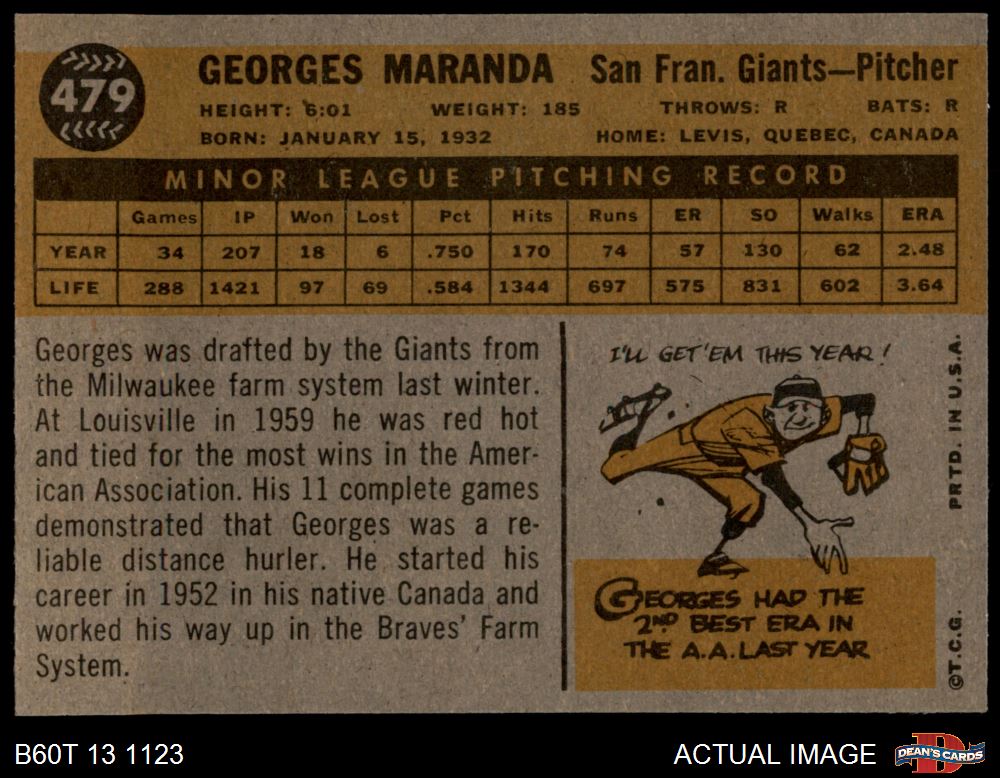 479
GEORGES MARANDA San Fran. Giants—Pitcher
HEIGHT: 6:01 WEIGHT: 185 THROWS: R BATS: R
BORN: JANUARY 15, 1932 HOME: LEVIS, QUEBEC, CANADA
MINOR LEAGUE PITCHING RECORD
Games IP Won Lost Pct Hits Runs ER SO Walks ERA
YEAR 34 207 18 6 .750 170 74 57 130 62 2.48
LIFE 288 1421 97 69 .584 1344 697 575 831 602 3.64
Georges was drafted by the Giants from
the Milwaukee farm system last winter.
At Louisville in 1959 he was red hot
and tied for the most wins in the Amer-
ican Association. His 11 complete games
demonstrated that Georges was a re-
liable distance hurler. He started his
career in 1952 in his native Canada and
worked his way up in the Braves' Farm
System.
I'LL GET 'EM THIS YEAR!
GEORGES HAD THE
2ND BEST ERA IN
THE A.A. LAST YEAR
©T.C.G. PRTD. IN U.S.A.
B60T 13 1123 ACTUAL IMAGE
DEAN'S CARDS